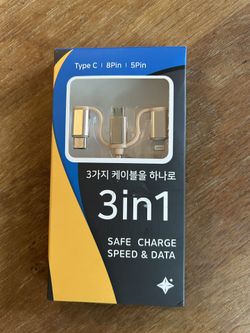 Type C | 8Pin | 5Pin
3가지 케이블을 하나로
3in1
SAFE CHARGE
SPEED & DATA